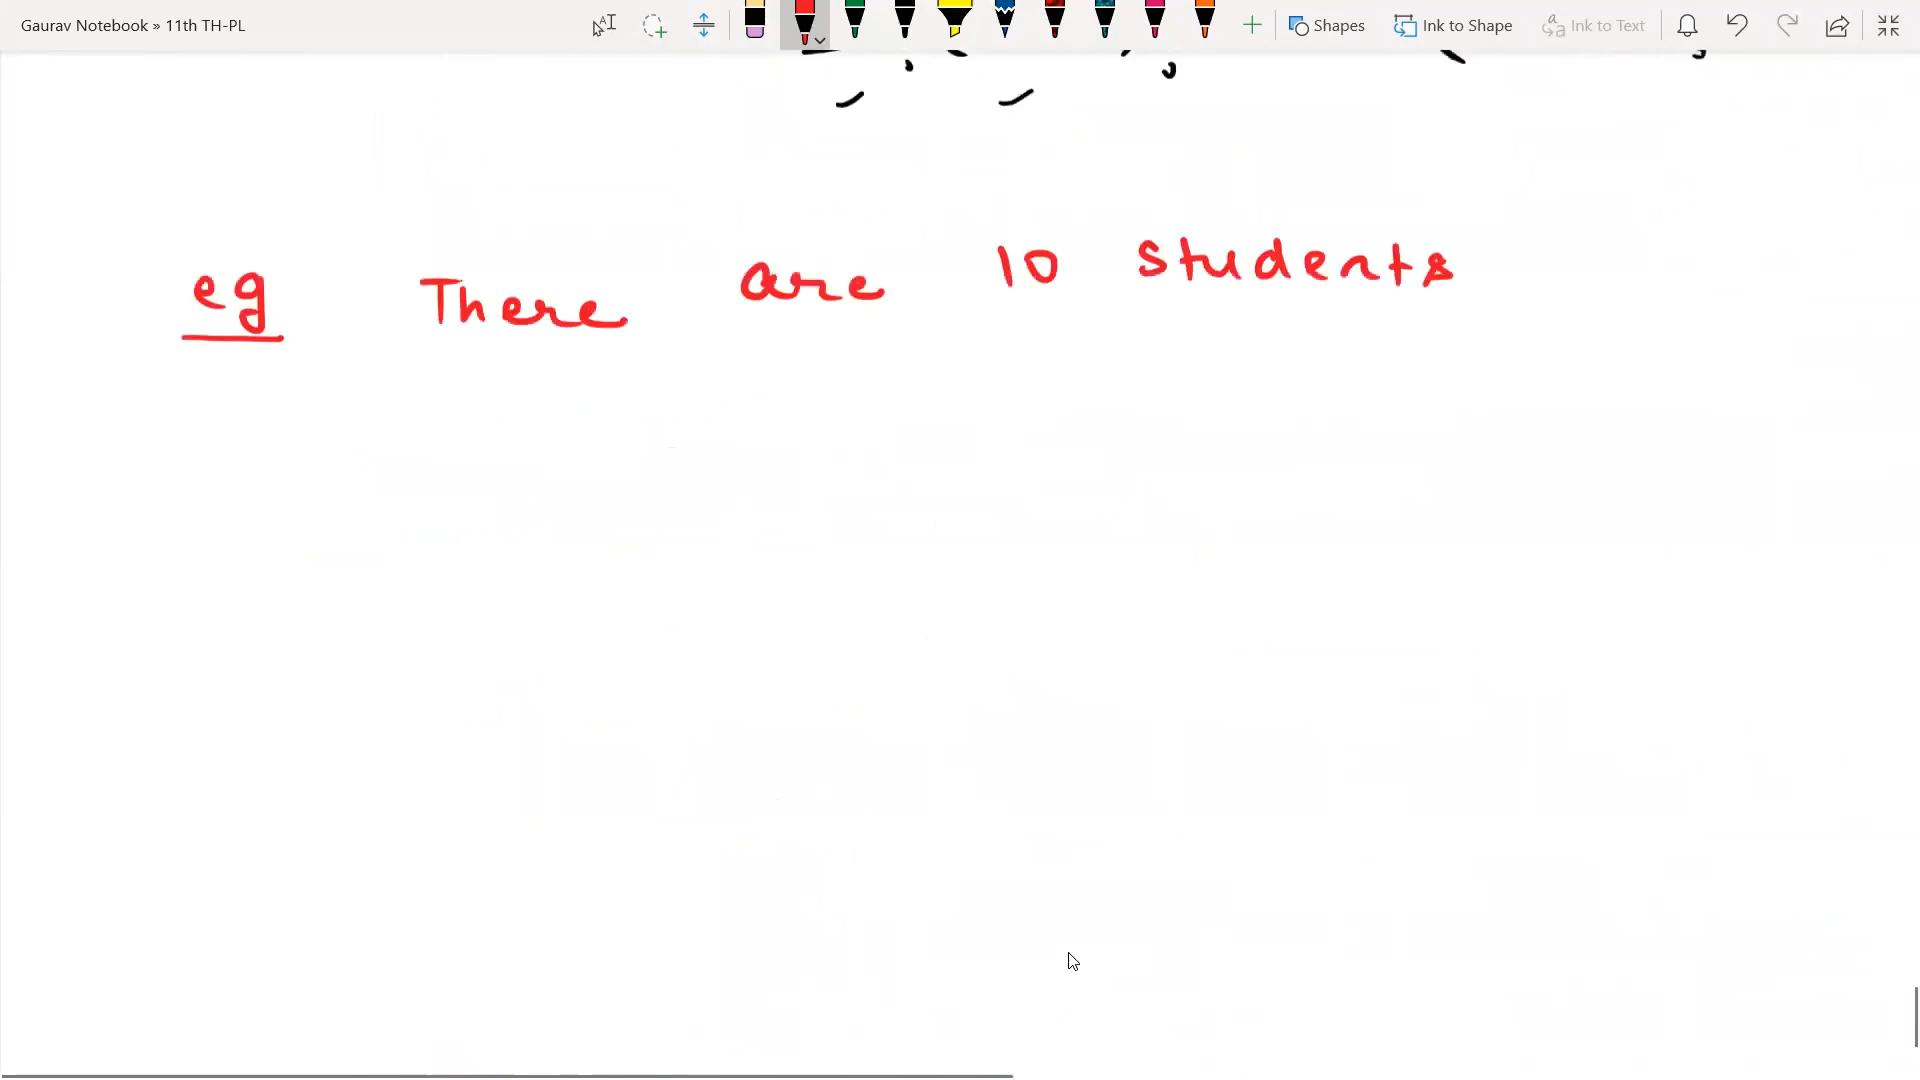 Gaurav Notebook » 11th TH-PL
Shapes
Ink to Shape
Ink to Text
eg There are 10 students